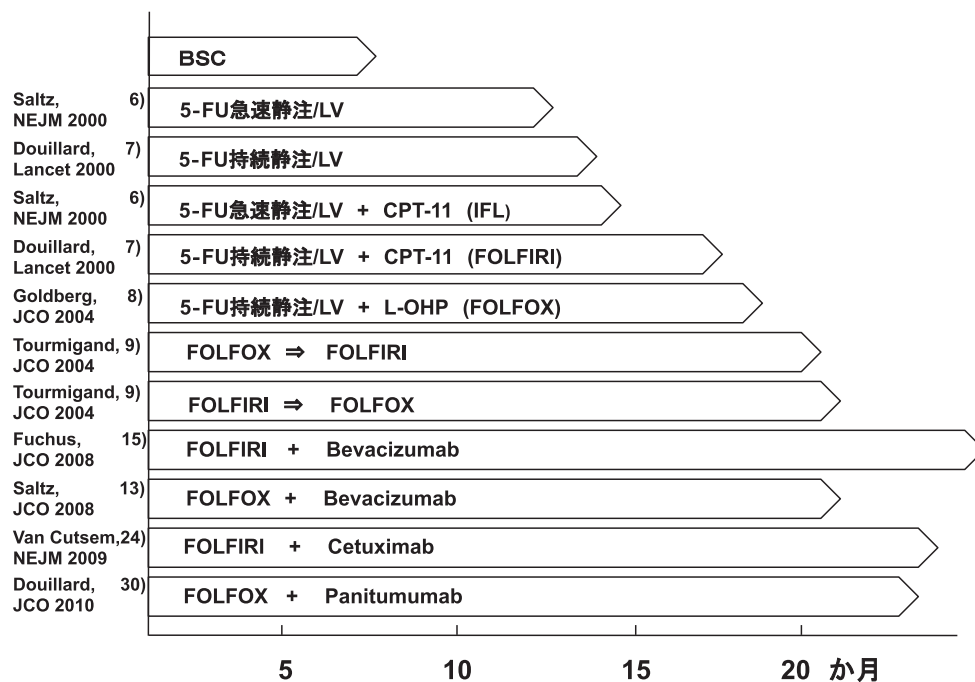 BSC
Saltz, 6) 5-FU急速静注/LV
NEJM 2000
Douillard, 7) 5-FU持続静注/LV
Lancet 2000
Saltz, 6) 5-FU急速静注/LV + CPT-11 (IFL)
NEJM 2000
Douillard, 7) 5-FU持続静注/LV + CPT-11 (FOLFIRI)
Lancet 2000
Goldberg, 8) 5-FU持続静注/LV + L-OHP (FOLFOX)
JCO 2004
Tourmigand, 9) FOLFOX ⇒ FOLFIRI
JCO 2004
Tourmigand, 9) FOLFIRI ⇒ FOLFOX
JCO 2004
Fuchus, 15) FOLFIRI + Bevacizumab
JCO 2008
Saltz, 13) FOLFOX + Bevacizumab
JCO 2008
Van Cutsem,24) FOLFIRI + Cetuximab
NEJM 2009
Douillard, 30) FOLFOX + Panitumumab
JCO 2010
5 10 15 20 か月